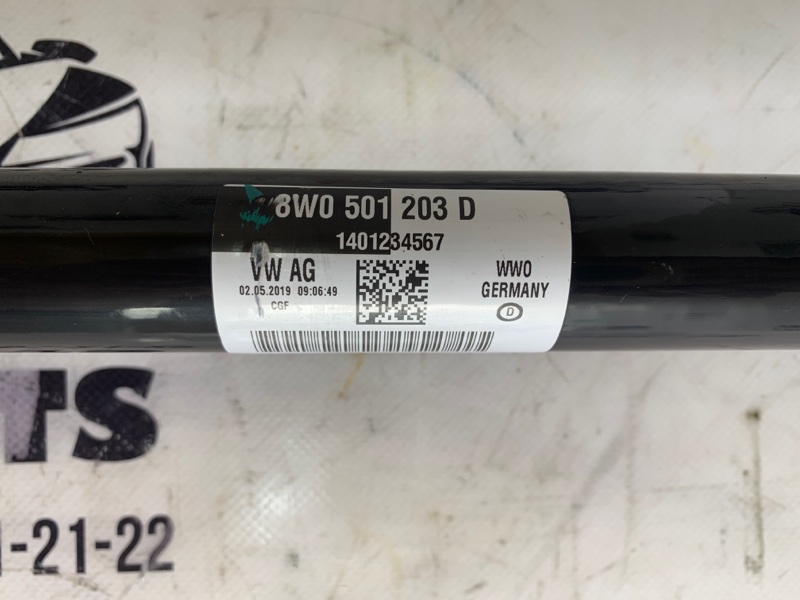 8W0 501 203 D
1401234567
VW AG
02.05.2019 09:06:49
CGF
WWO
GERMANY
D
TS
-21-22